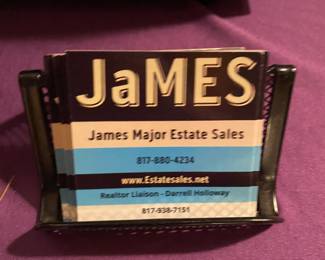 JaMES
James Major Estate Sales
817-880-4234
www.Estatesales.net
Realtor Liaison - Darrell Holloway
817-938-7151